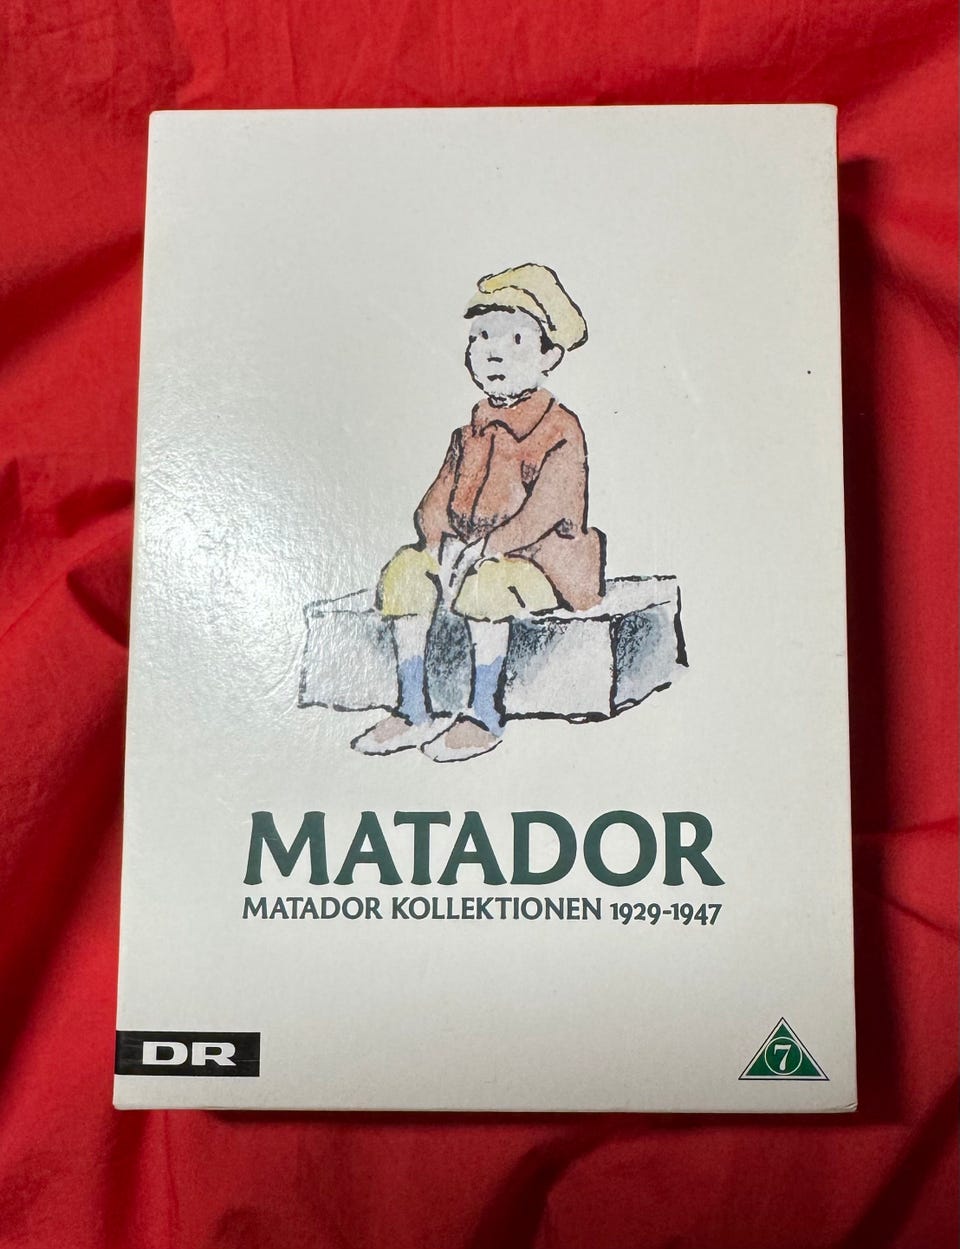 MATADOR
MATADOR KOLLEKTIONEN 1929-1947
DR
7